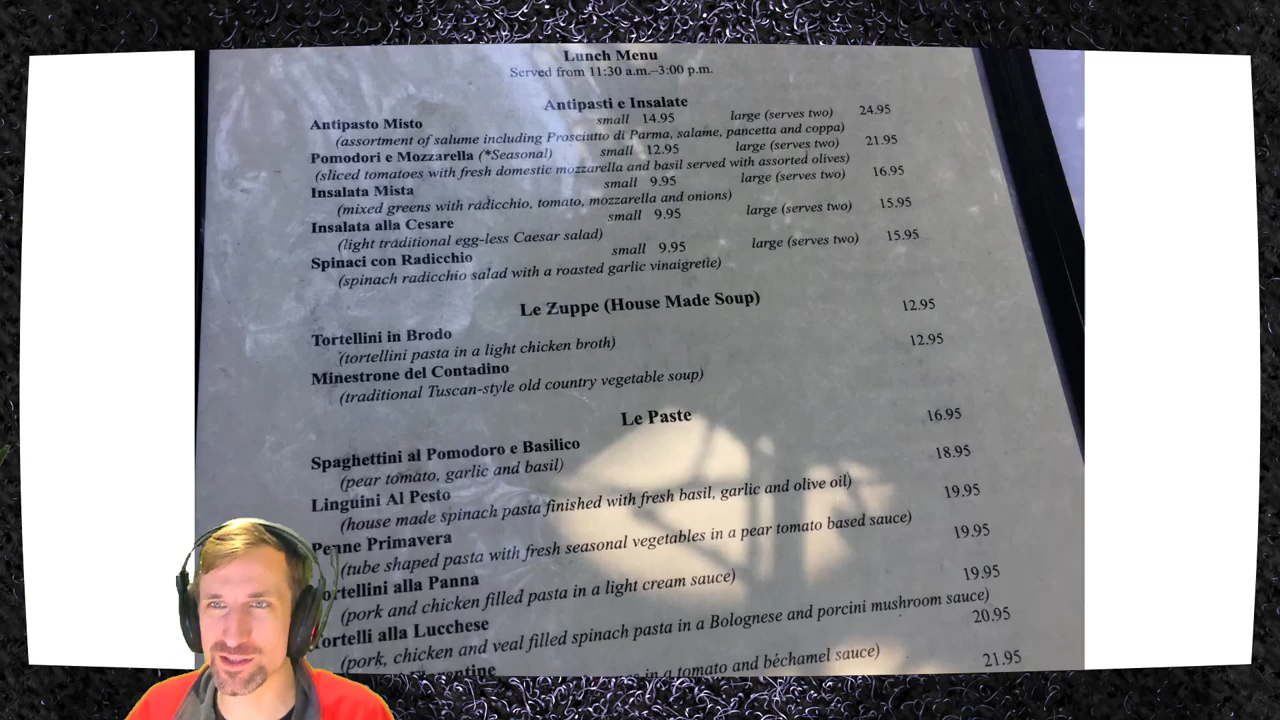 Lunch Menu
Served from 11:30 a.m.–3:00 p.m.
Antipasti e Insalate
Antipasto Misto small 14.95 large (serves two) 24.95
(assortment of salume including Prosciutto di Parma, salame, pancetta and coppa)
Pomodori e Mozzarella (*Seasonal) small 12.95 large (serves two) 21.95
(sliced tomatoes with fresh domestic mozzarella and basil served with assorted olives)
Insalata Mista small 9.95 large (serves two) 16.95
(mixed greens with radicchio, tomato, mozzarella and onions)
Insalata alla Cesare small 9.95 large (serves two) 15.95
(light traditional egg-less Caesar salad)
Spinaci con Radicchio small 9.95 large (serves two) 15.95
(spinach radicchio salad with a roasted garlic vinaigrette)
Le Zuppe (House Made Soup)
Tortellini in Brodo 12.95
(tortellini pasta in a light chicken broth)
Minestrone del Contadino 12.95
(traditional Tuscan-style old country vegetable soup)
Le Paste
Spaghettini al Pomodoro e Basilico 16.95
(pear tomato, garlic and basil)
Linguini Al Pesto 18.95
(house made spinach pasta finished with fresh basil, garlic and olive oil)
Penne Primavera 19.95
(tube shaped pasta with fresh seasonal vegetables in a pear tomato based sauce)
Tortellini alla Panna 19.95
(pork and chicken filled pasta in a light cream sauce)
Tortelli alla Lucchese 19.95
(pork, chicken and veal filled spinach pasta in a Bolognese and porcini mushroom sauce)
20.95
in a tomato and béchamel sauce)
21.95